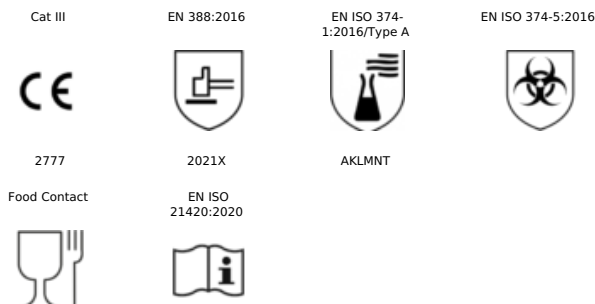 Cat III
EN 388:2016
EN ISO 374-
1:2016/Type A
EN ISO 374-5:2016
CE
2777
2021X
AKLMNT
Food Contact
EN ISO
21420:2020
i